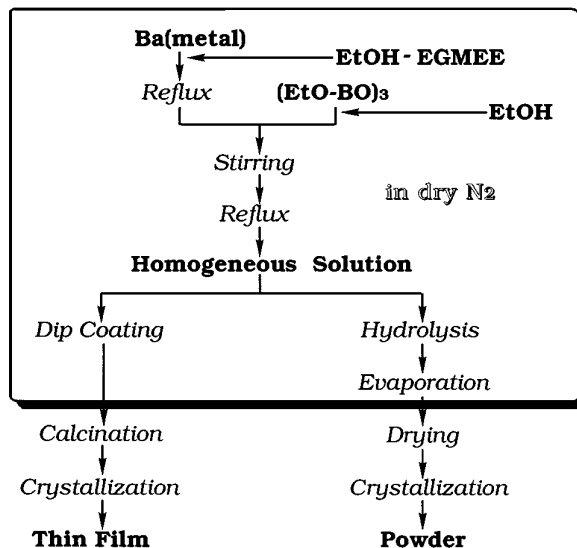 Ba(metal)
EtOH - EGMEE
Reflux
(EtO-BO)₃
EtOH
Stirring
in dry N₂
Reflux
Homogeneous Solution
Dip Coating
Hydrolysis
Evaporation
Calcination
Drying
Crystallization
Crystallization
Thin Film
Powder